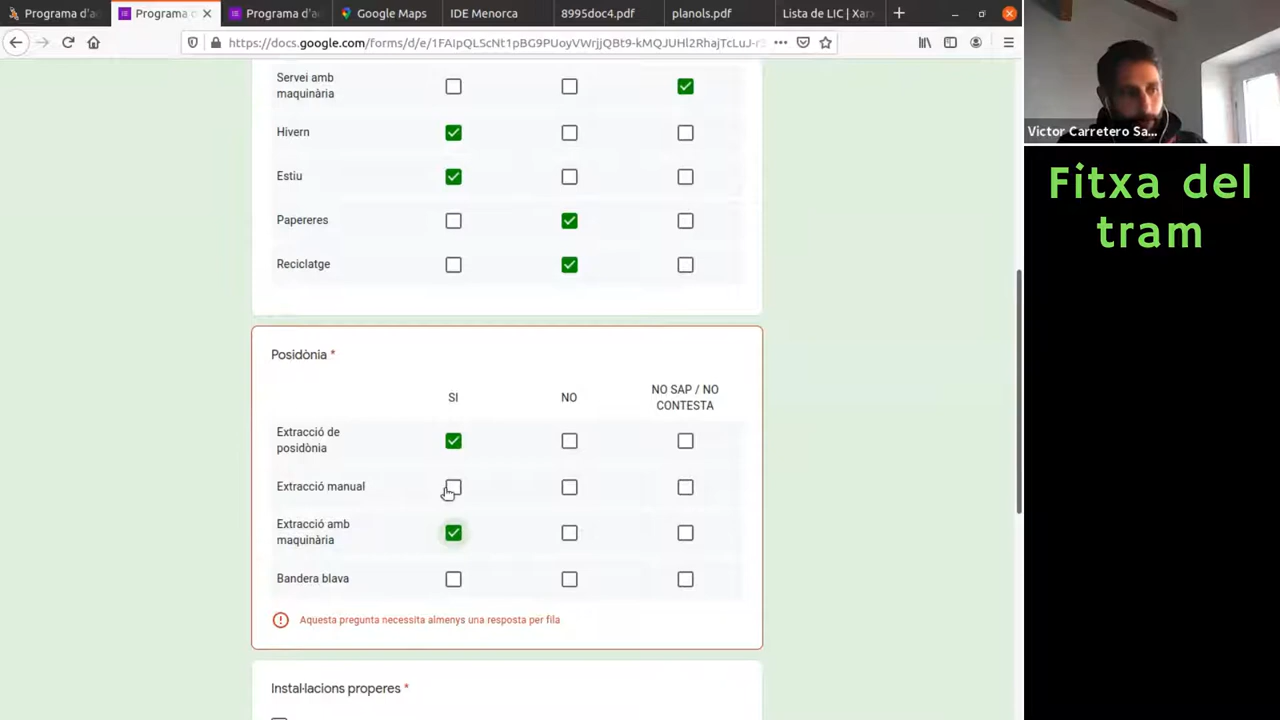 Programa d'a
Programa d
Programa d'a
Google Maps
IDE Menorca
8995doc4.pdf
planols.pdf
Lista de LIC | Xar
https://docs.google.com/forms/d/e/1FAIpQLScNt1pBG9PUoyVWrjjQBt9-kMQJUHl2RhajTcLuJ-r
Servei amb
maquinària
Hivern
Estiu
Papereres
Reciclatge
Posidònia *
SI
NO
NO SAP / NO
CONTESTA
Extracció de
posidònia
Extracció manual
Extracció amb
maquinària
Bandera blava
Aquesta pregunta necessita almenys una resposta per fila
Instal·lacions properes *
Victor Carretero Sa...
Fitxa del
tram